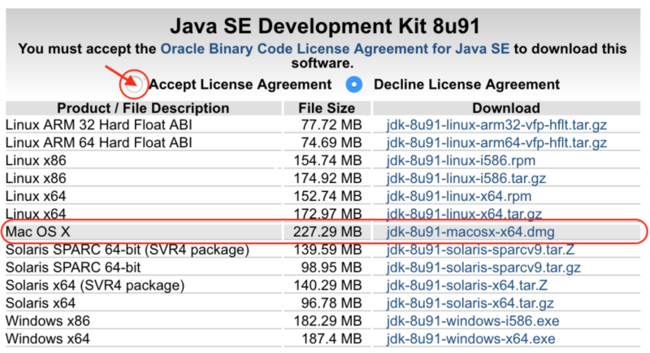 Java SE Development Kit 8u91
You must accept the Oracle Binary Code License Agreement for Java SE to download this
software.
Accept License Agreement Decline License Agreement
Product / File Description File Size Download
Linux ARM 32 Hard Float ABI 77.72 MB jdk-8u91-linux-arm32-vfp-hflt.tar.gz
Linux ARM 64 Hard Float ABI 74.69 MB jdk-8u91-linux-arm64-vfp-hflt.tar.gz
Linux x86 154.74 MB jdk-8u91-linux-i586.rpm
Linux x86 174.92 MB jdk-8u91-linux-i586.tar.gz
Linux x64 152.74 MB jdk-8u91-linux-x64.rpm
Linux x64 172.97 MB jdk-8u91-linux-x64.tar.gz
Mac OS X 227.29 MB jdk-8u91-macosx-x64.dmg
Solaris SPARC 64-bit (SVR4 package) 139.59 MB jdk-8u91-solaris-sparcv9.tar.Z
Solaris SPARC 64-bit 98.95 MB jdk-8u91-solaris-sparcv9.tar.gz
Solaris x64 (SVR4 package) 140.29 MB jdk-8u91-solaris-x64.tar.Z
Solaris x64 96.78 MB jdk-8u91-solaris-x64.tar.gz
Windows x86 182.29 MB jdk-8u91-windows-i586.exe
Windows x64 187.4 MB jdk-8u91-windows-x64.exe